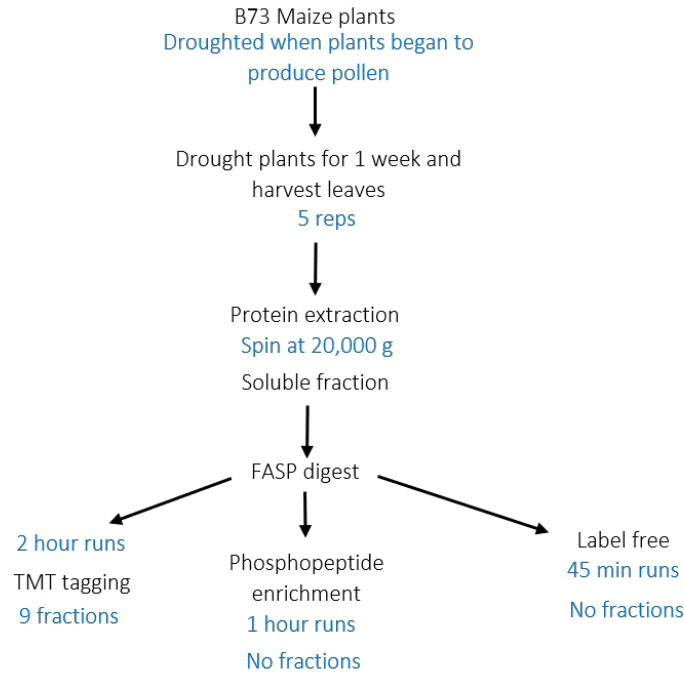 B73 Maize plants
Droughted when plants began to
produce pollen
Drought plants for 1 week and
harvest leaves
5 reps
Protein extraction
Spin at 20,000 g
Soluble fraction
FASP digest
2 hour runs
TMT tagging
9 fractions
Phosphopeptide
enrichment
1 hour runs
No fractions
Label free
45 min runs
No fractions